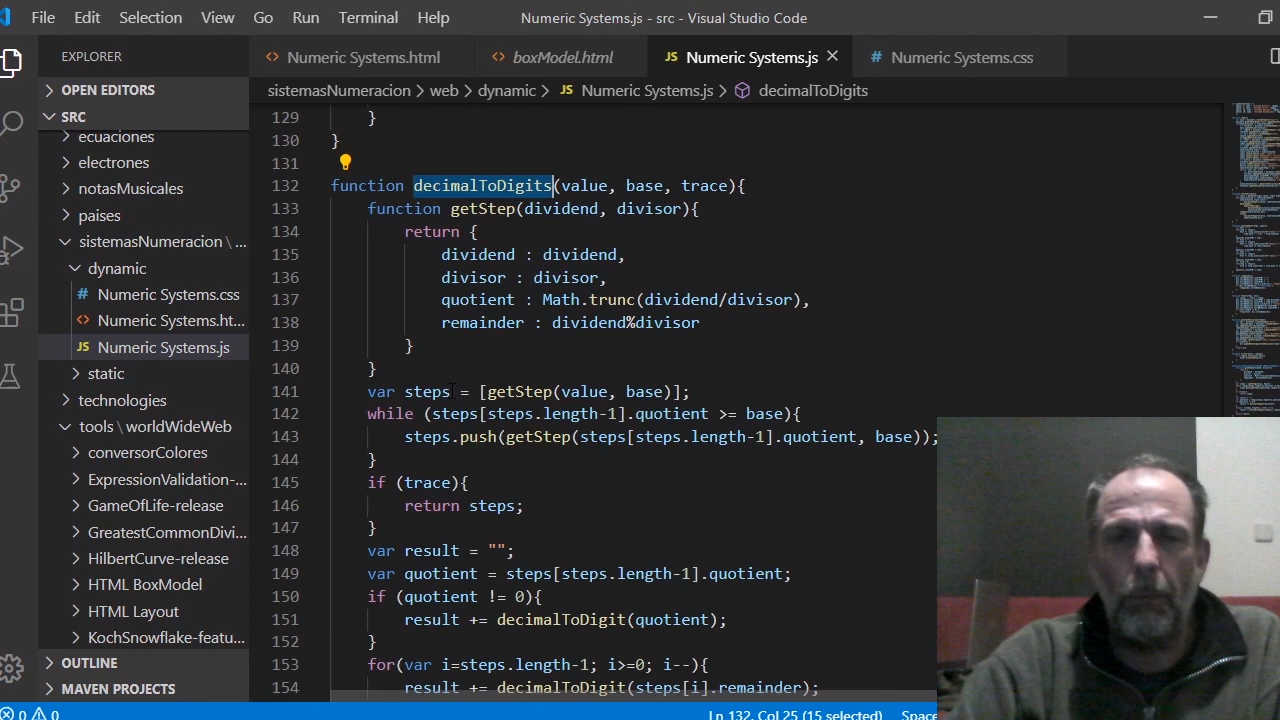 File Edit Selection View Go Run Terminal Help Numeric Systems.js - src - Visual Studio Code
EXPLORER
Numeric Systems.html
boxModel.html
JS Numeric Systems.js
# Numeric Systems.css
sistemasNumeracion > web > dynamic > JS Numeric Systems.js > decimalToDigits
OPEN EDITORS
SRC
ecuaciones
electrones
notasMusicales
paises
sistemasNumeracion \ ...
dynamic
# Numeric Systems.css
Numeric Systems.ht...
JS Numeric Systems.js
static
technologies
tools \ worldWideWeb
conversorColores
ExpressionValidation-...
GameOfLife-release
GreatestCommonDivi...
HilbertCurve-release
HTML BoxModel
HTML Layout
KochSnowflake-featu...
OUTLINE
MAVEN PROJECTS
129 }
130 }
131
132 function decimalToDigits(value, base, trace){
133 function getStep(dividend, divisor){
134 return {
135 dividend : dividend,
136 divisor : divisor,
137 quotient : Math.trunc(dividend/divisor),
138 remainder : dividend%divisor
139 }
140 }
141 var steps = [getStep(value, base)];
142 while (steps[steps.length-1].quotient >= base){
143 steps.push(getStep(steps[steps.length-1].quotient, base));
144 }
145 if (trace){
146 return steps;
147 }
148 var result = "";
149 var quotient = steps[steps.length-1].quotient;
150 if (quotient != 0){
151 result += decimalToDigit(quotient);
152 }
153 for(var i=steps.length-1; i>=0; i--){
154 result += decimalToDigit(steps[i].remainder);
0 0
Ln 132, Col 25 (15 selected) Space